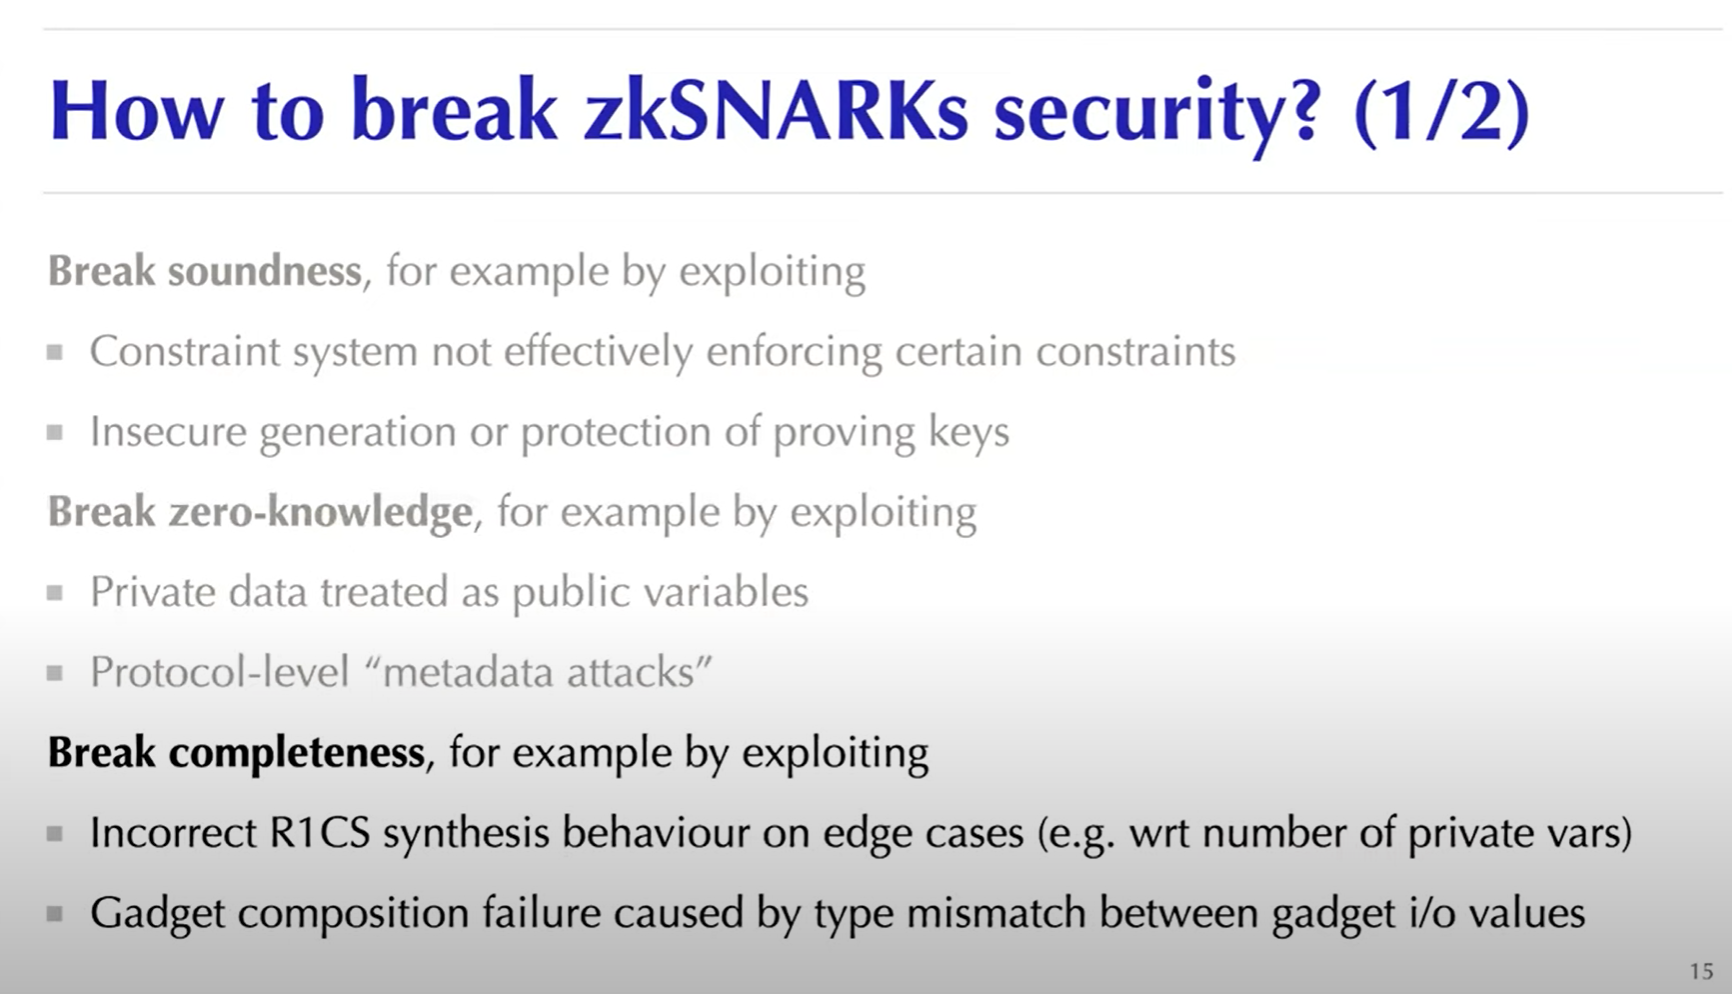 How to break zkSNARKs security? (1/2)
Break soundness, for example by exploiting
Constraint system not effectively enforcing certain constraints
Insecure generation or protection of proving keys
Break zero-knowledge, for example by exploiting
Private data treated as public variables
Protocol-level “metadata attacks”
Break completeness, for example by exploiting
Incorrect R1CS synthesis behaviour on edge cases (e.g. wrt number of private vars)
Gadget composition failure caused by type mismatch between gadget i/o values
15